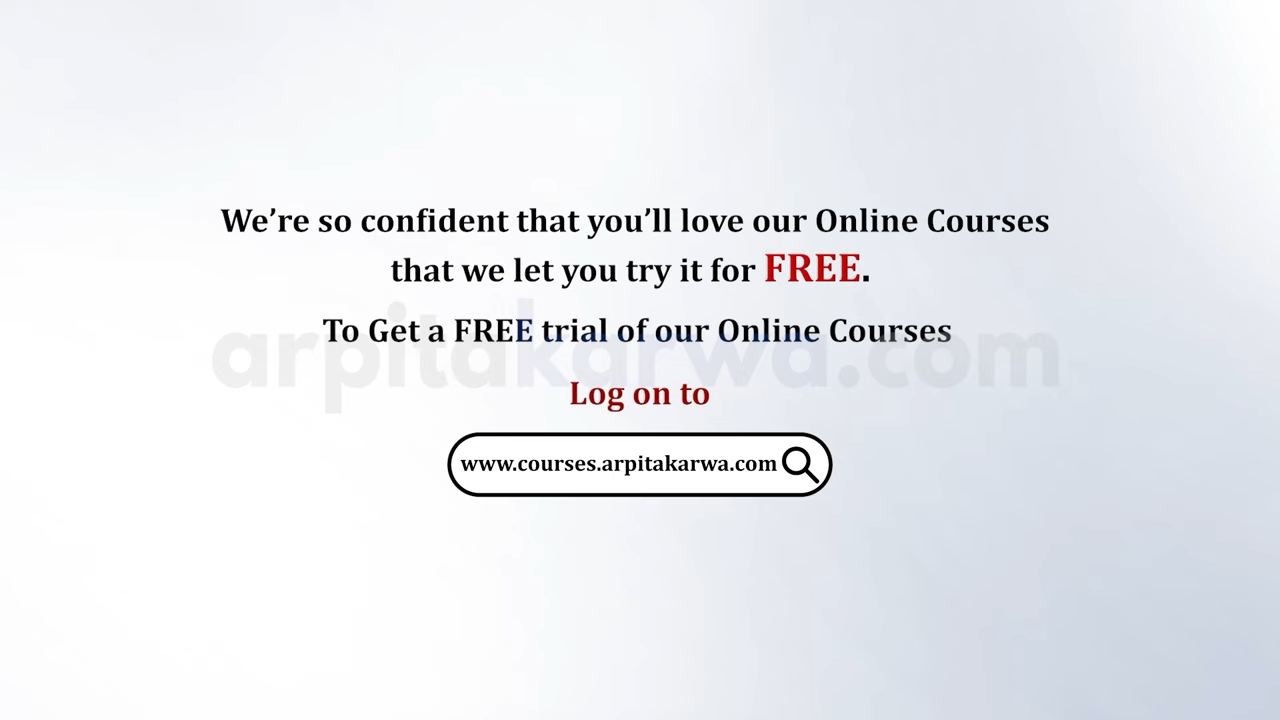 We're so confident that you'll love our Online Courses
that we let you try it for FREE.
To Get a FREE trial of our Online Courses
arpitakarwa.com
Log on to
www.courses.arpitakarwa.com